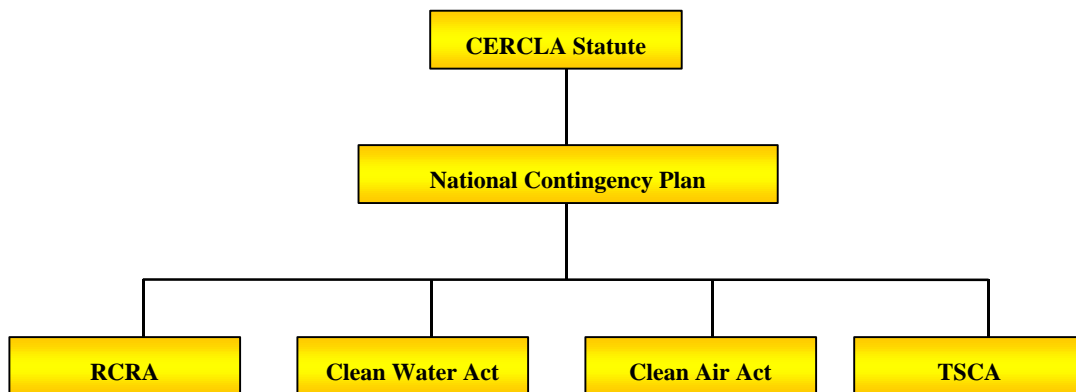 CERCLA Statute
National Contingency Plan
RCRA
Clean Water Act
Clean Air Act
TSCA